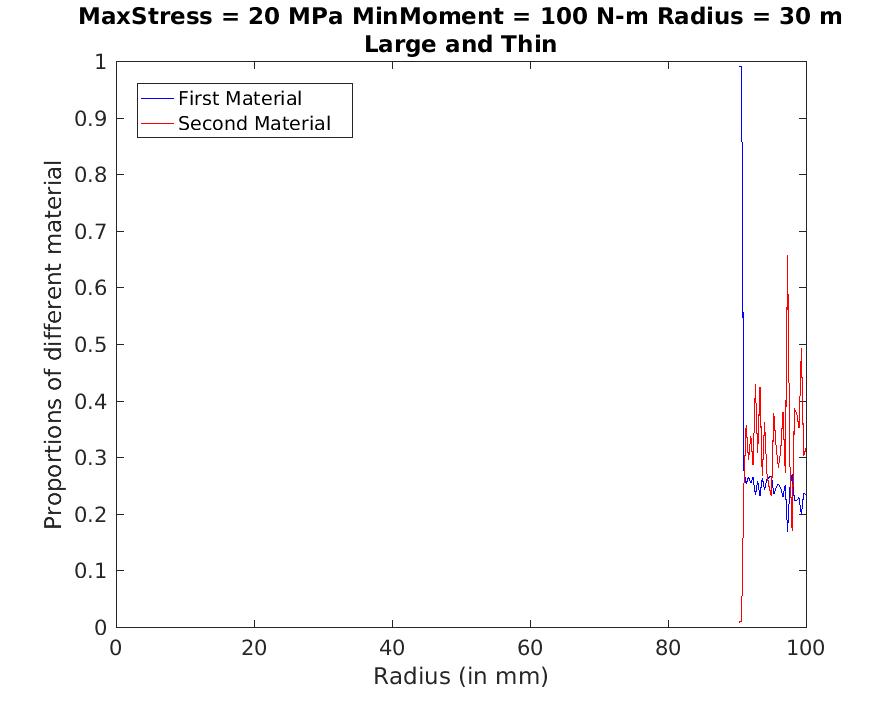 MaxStress = 20 MPa MinMoment = 100 N-m Radius = 30 m
Large and Thin
1
First Material
Second Material
0.9
0.8
0.7
0.6
0.5
0.4
0.3
0.2
0.1
0
Proportions of different material
0 20 40 60 80 100
Radius (in mm)